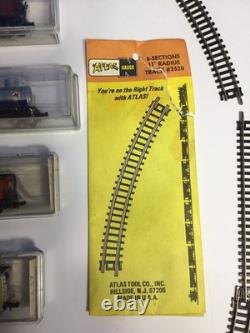 ATLAS
GAUGE
6-SECTIONS
11" RADIUS
TRACK #2520
You're on the Right Track
with ATLAS!
ATLAS TOOL CO., INC.
HILLSIDE, N.J. 07205
MADE IN U.S.A.